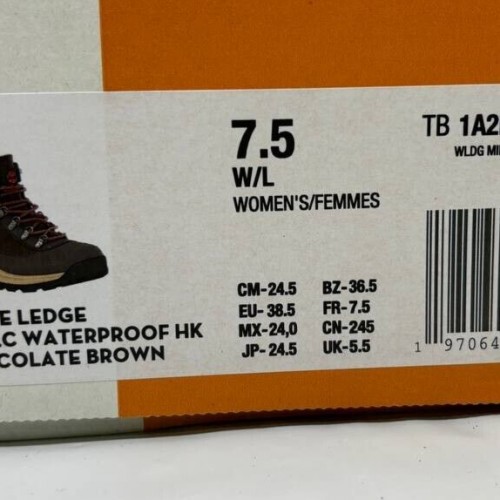 7.5
W/L
WOMEN'S/FEMMES
CM-24.5 BZ-36.5
EU-38.5 FR-7.5
MX-24,0 CN-245
JP-24.5 UK-5.5
TB 1A2
WLDG MI
1 97064
E LEDGE
C WATERPROOF HK
COLATE BROWN